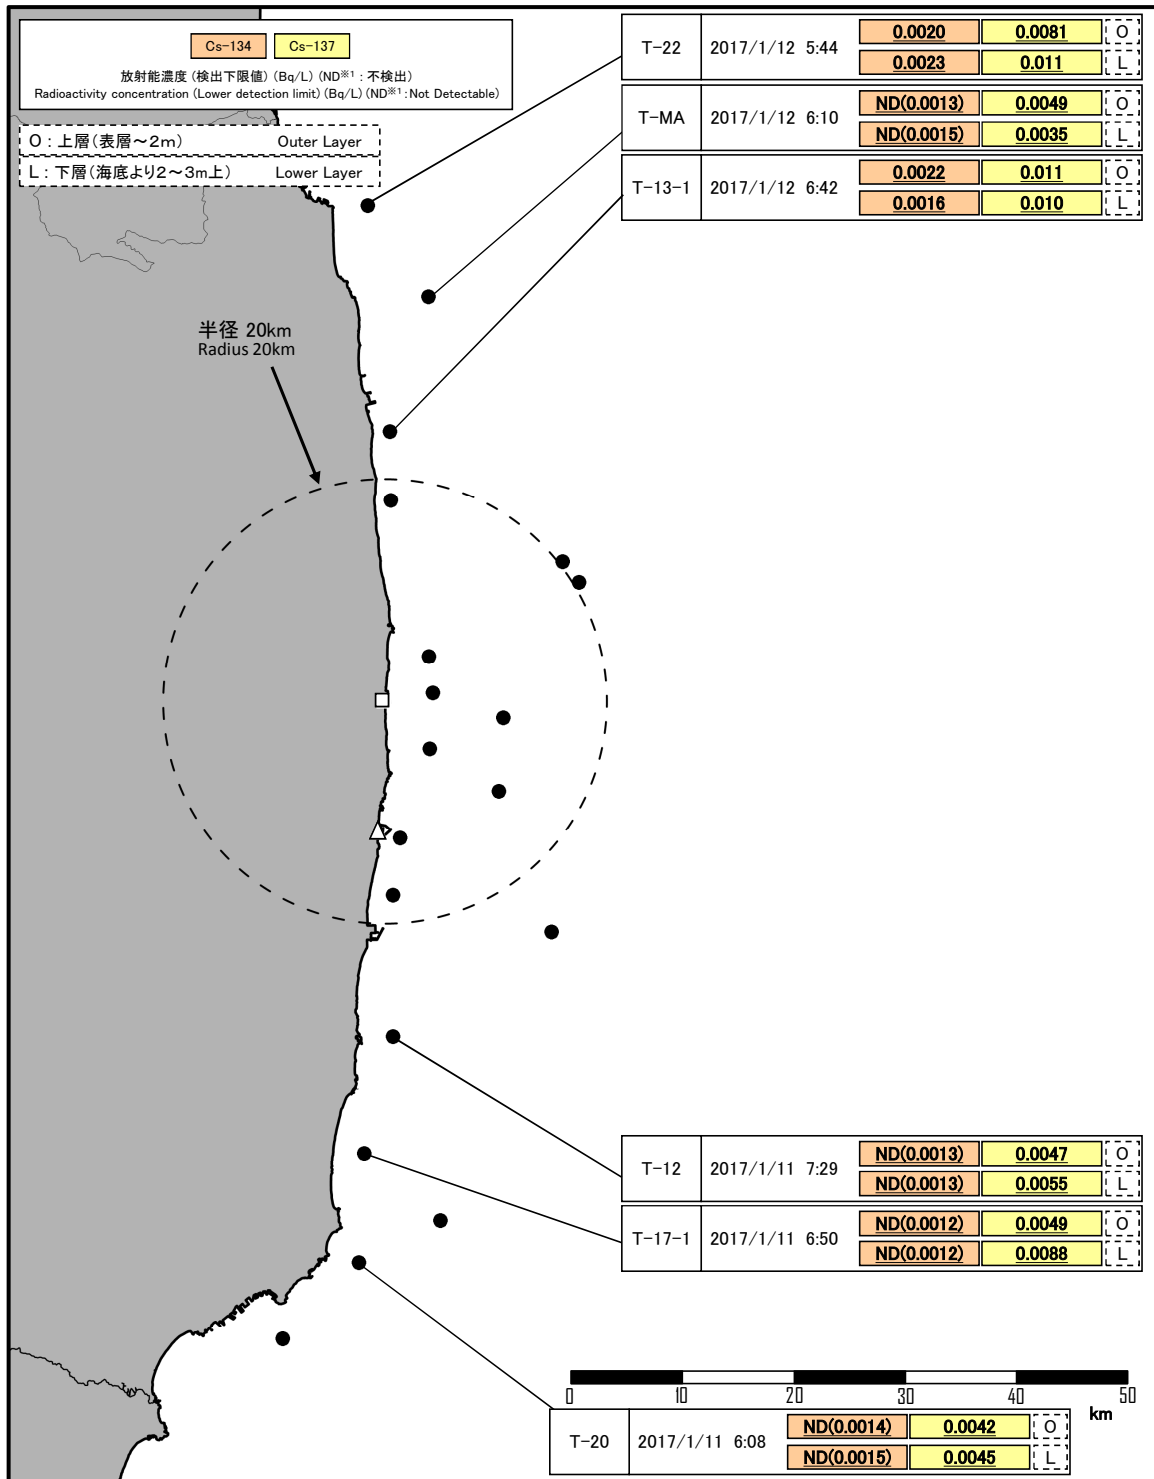 Cs-134 Cs-137
放射能濃度 (検出下限値) (Bq/L) (ND※1 : 不検出)
Radioactivity concentration (Lower detection limit) (Bq/L) (ND※1 : Not Detectable)
O : 上層(表層～2m) Outer Layer
L : 下層(海底より2～3m上) Lower Layer
T-22 2017/1/12 5:44 0.0020 0.0081 O
0.0023 0.011 L
T-MA 2017/1/12 6:10 ND(0.0013) 0.0049 O
ND(0.0015) 0.0035 L
T-13-1 2017/1/12 6:42 0.0022 0.011 O
0.0016 0.010 L
半径 20km
Radius 20km
T-12 2017/1/11 7:29 ND(0.0013) 0.0047 O
ND(0.0013) 0.0055 L
T-17-1 2017/1/11 6:50 ND(0.0012) 0.0049 O
ND(0.0012) 0.0088 L
0 10 20 30 40 50
km
T-20 2017/1/11 6:08 ND(0.0014) 0.0042 O
ND(0.0015) 0.0045 L